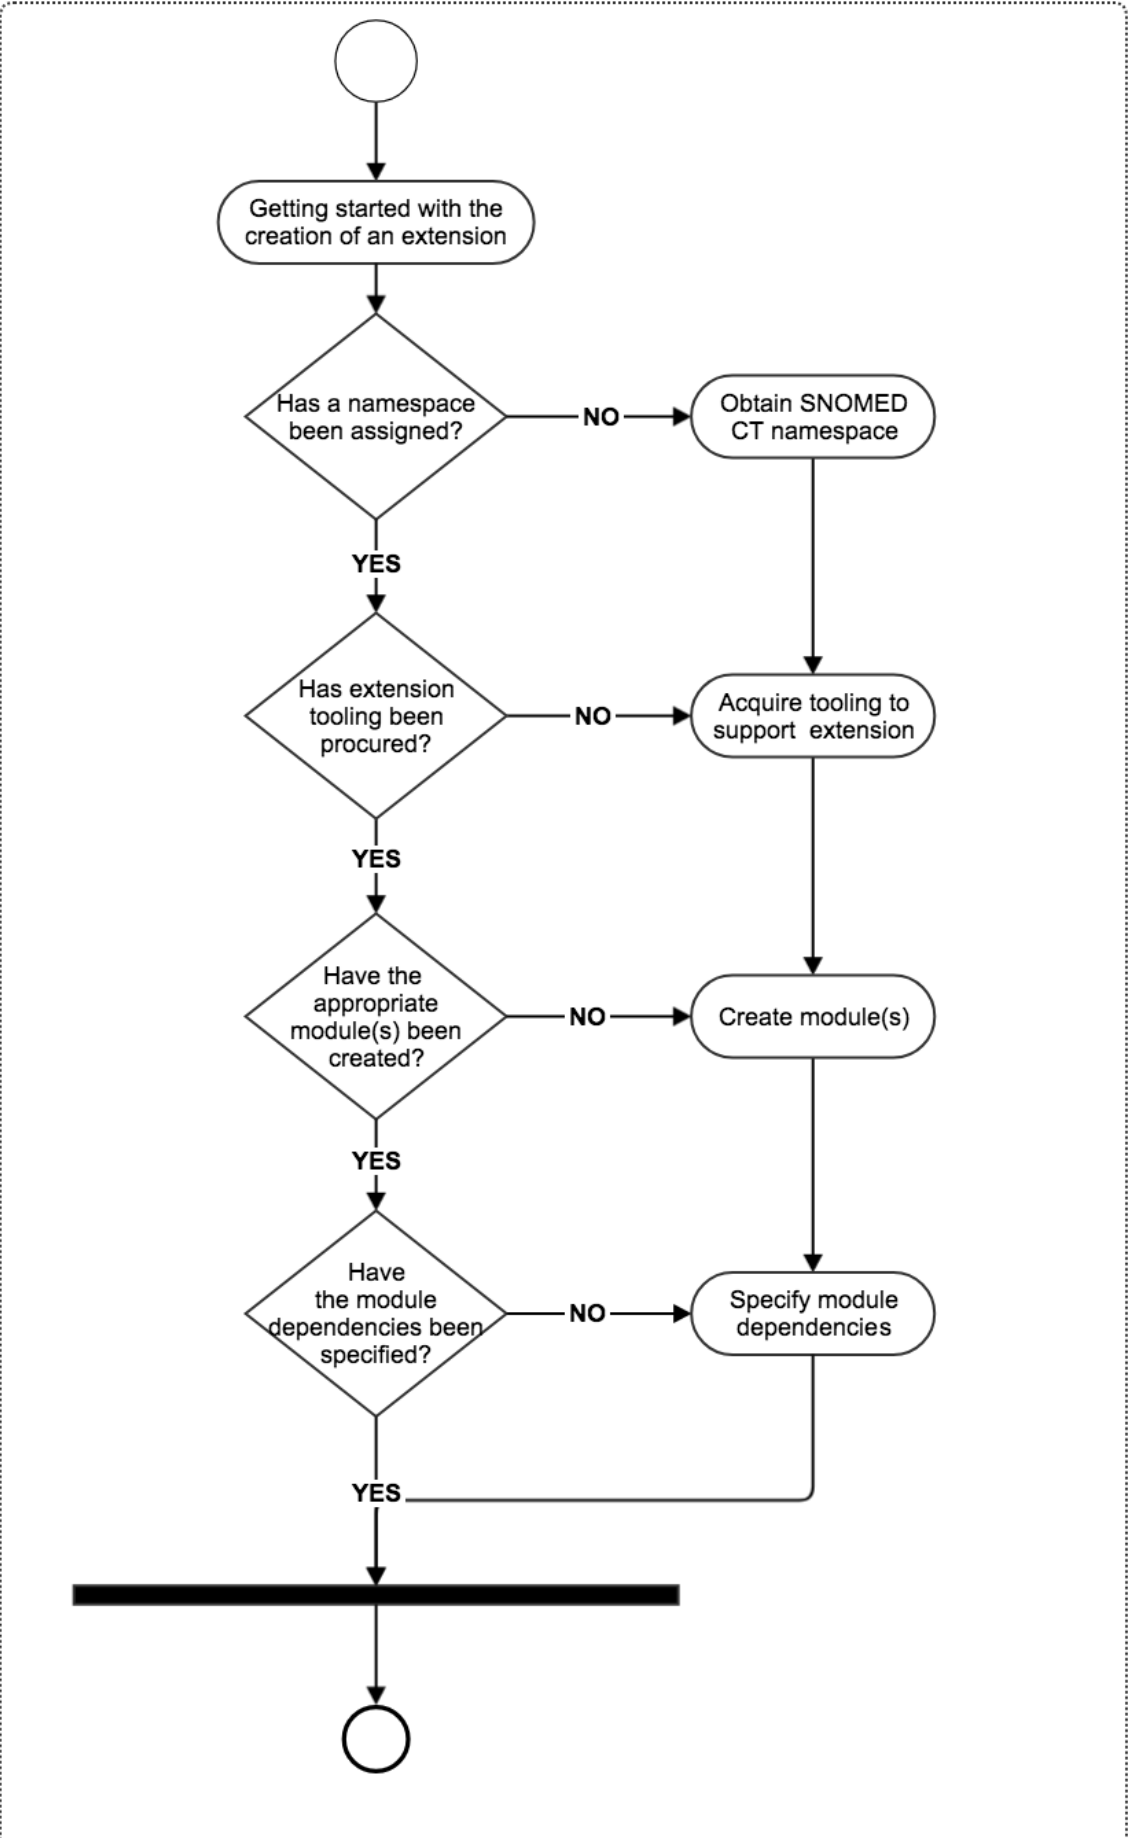 Getting started with the
creation of an extension
Has a namespace
been assigned?
NO
Obtain SNOMED
CT namespace
YES
Has extension
tooling been
procured?
NO
Acquire tooling to
support extension
YES
Have the
appropriate
module(s) been
created?
NO
Create module(s)
YES
Have
the module
dependencies been
specified?
NO
Specify module
dependencies
YES